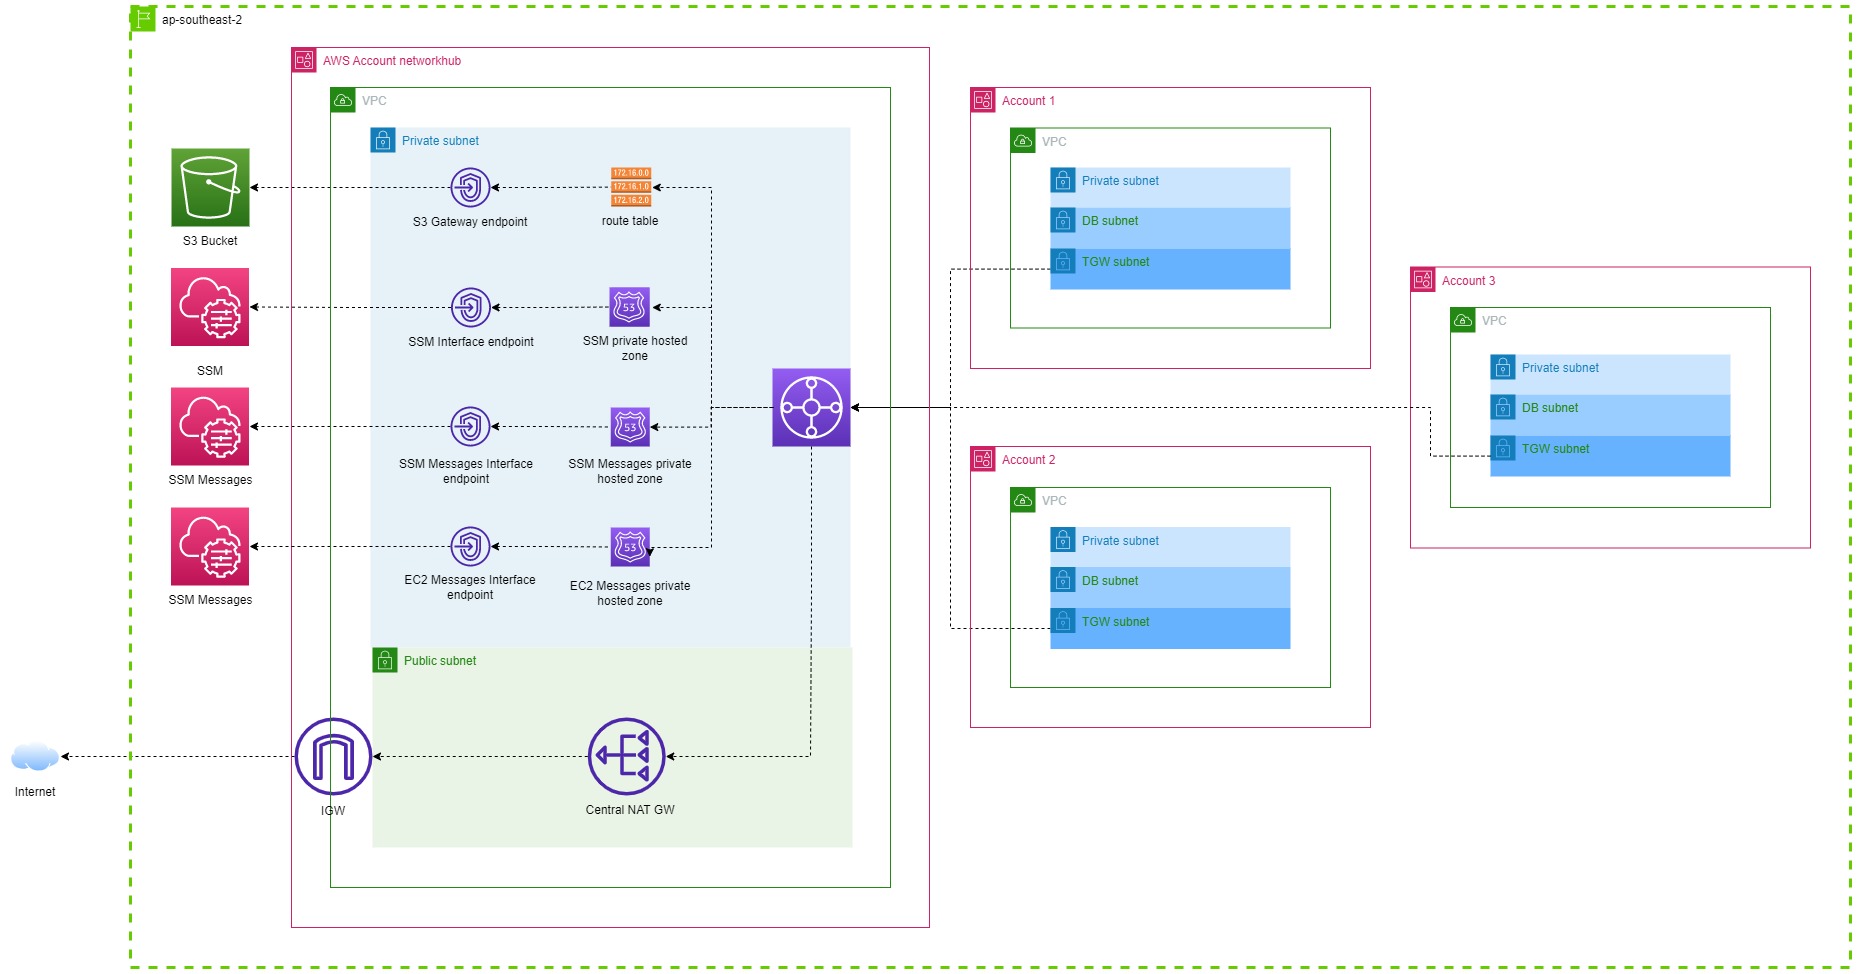 ap-southeast-2
AWS Account networkhub
VPC
Private subnet
S3 Bucket
S3 Gateway endpoint
172.16.0.0
172.16.1.0
172.16.2.0
route table
SSM
SSM Interface endpoint
53
SSM private hosted
zone
SSM Messages
SSM Messages Interface
endpoint
53
SSM Messages private
hosted zone
SSM Messages
EC2 Messages Interface
endpoint
53
EC2 Messages private
hosted zone
Public subnet
Internet
IGW
Central NAT GW
Account 1
VPC
Private subnet
DB subnet
TGW subnet
Account 2
VPC
Private subnet
DB subnet
TGW subnet
Account 3
VPC
Private subnet
DB subnet
TGW subnet